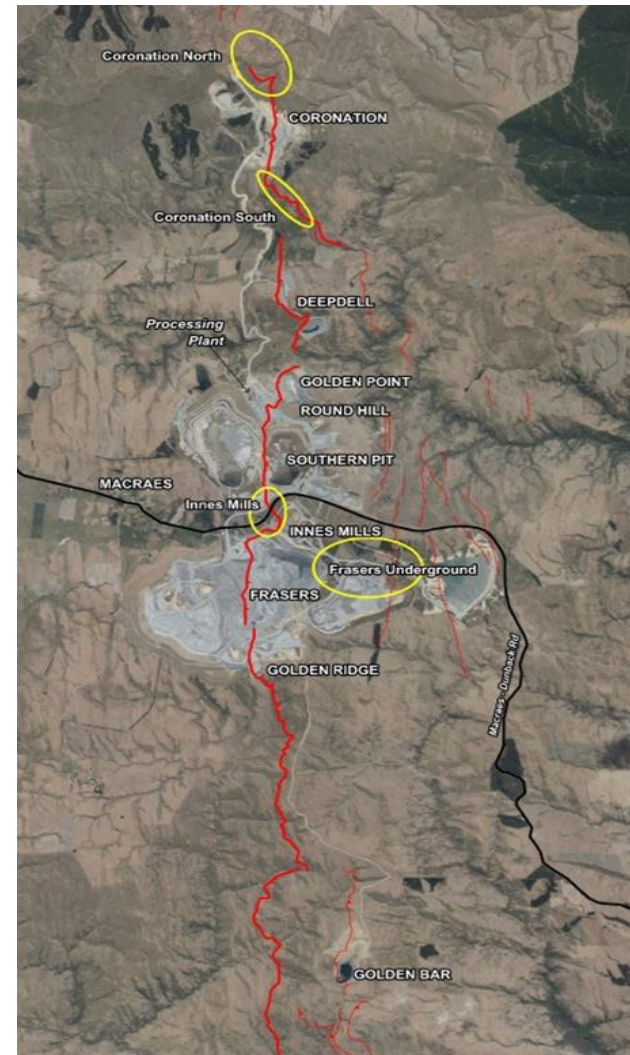 Coronation North
CORONATION
Coronation South
DEEPDELL
Processing
Plant
GOLDEN POINT
ROUND HILL
SOUTHERN PIT
MACRAES
Innes Mills
INNES MILLS
Frasers Underground
FRASERS
GOLDEN RIDGE
Macraes - Dunback Rd
GOLDEN BAR